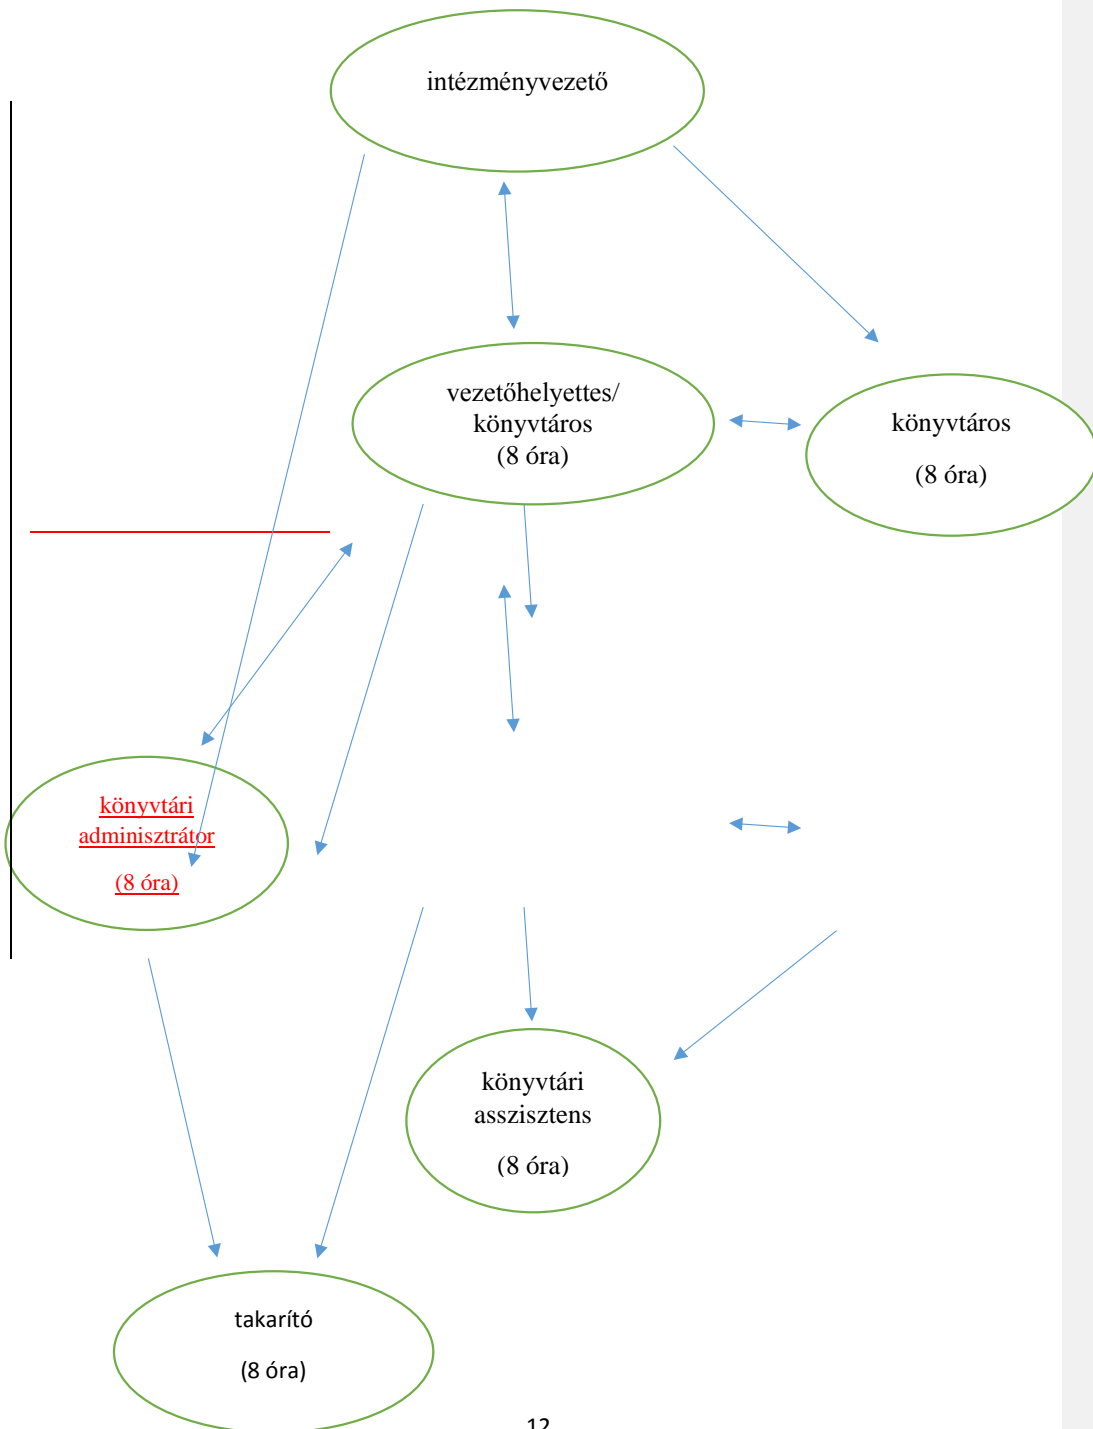 intézményvezető
vezetőhelyettes/
könyvtáros
(8 óra)
könyvtáros
(8 óra)
könyvtári
adminisztrátor
(8 óra)
könyvtári
asszisztens
(8 óra)
takarító
(8 óra)
12